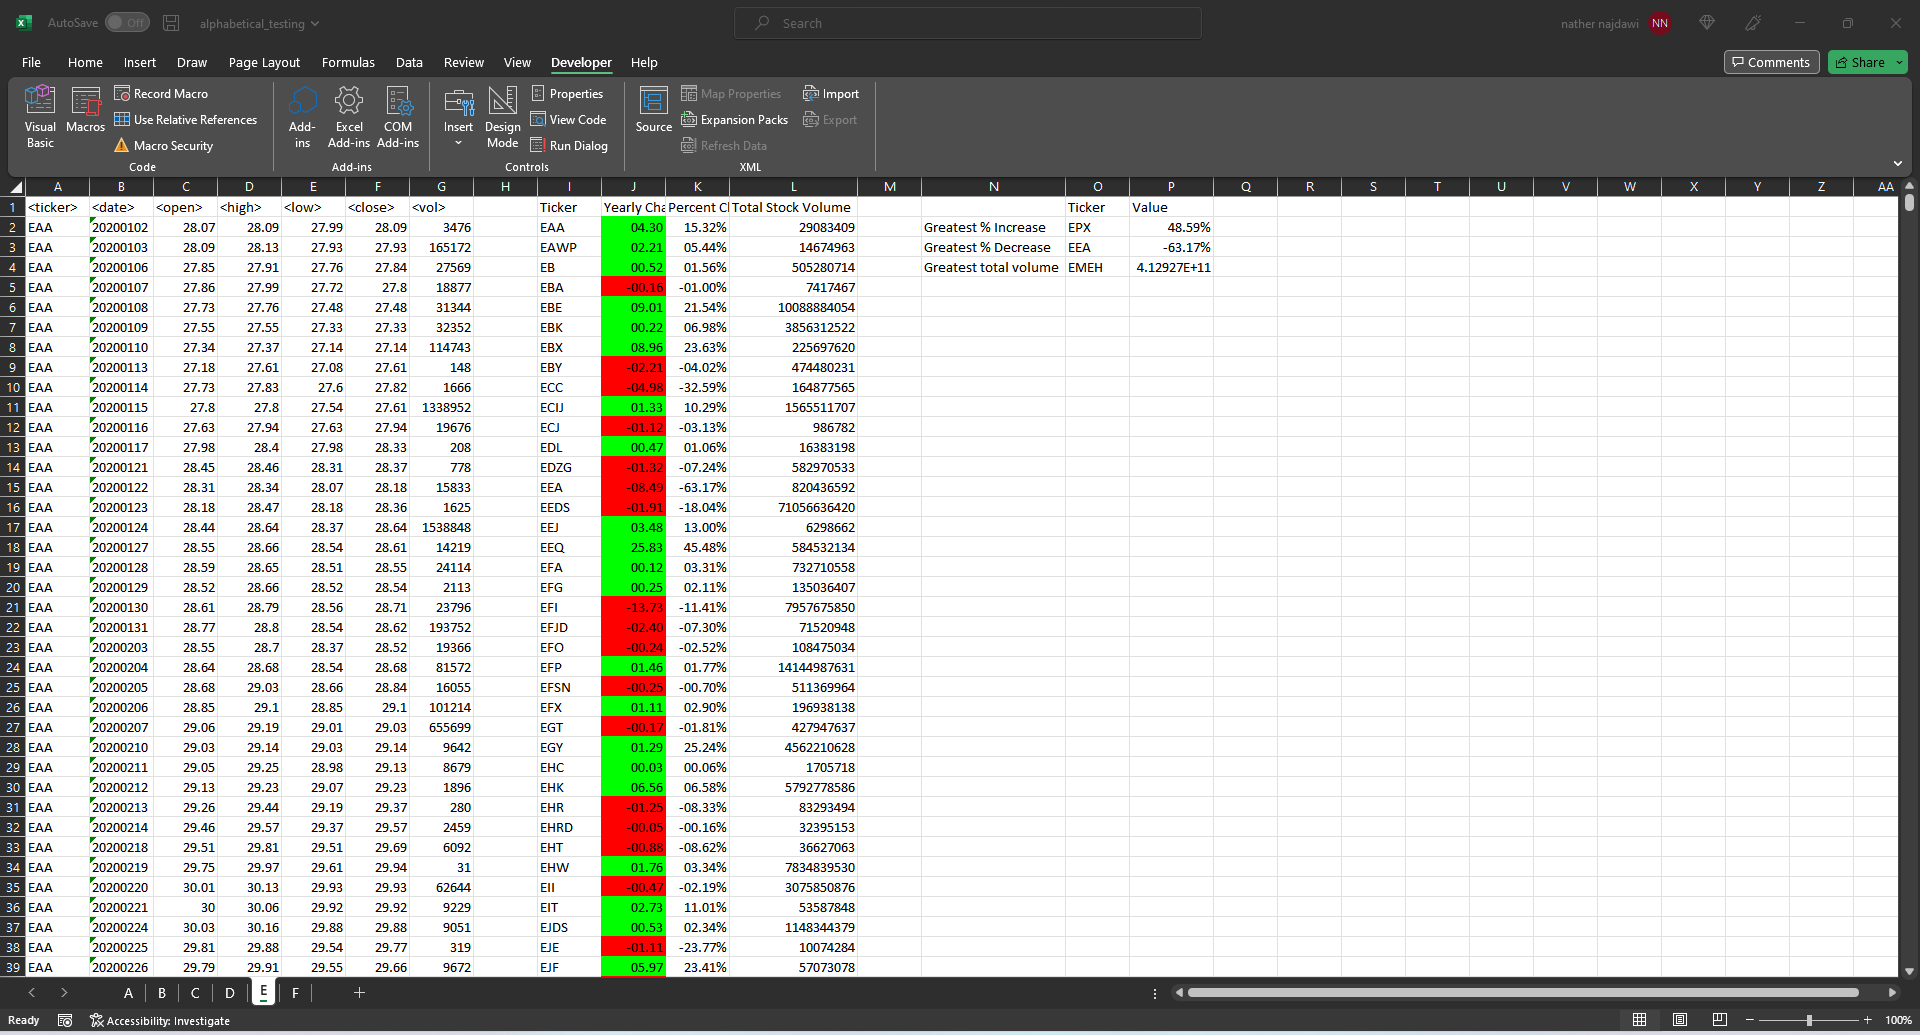 AutoSave Off alphabetical_testing Search nather najdawi NN
File Home Insert Draw Page Layout Formulas Data Review View Developer Help Comments Share
Visual Basic Macros Record Macro Use Relative References Macro Security Code
Add-ins Excel Add-ins COM Add-ins Add-ins
Insert Design Mode Properties View Code Run Dialog Controls
Source Map Properties Expansion Packs Refresh Data Import Export XML
A B C D E F G H I J K L M N O P Q R S T U V W X Y Z AA
1 <ticker> <date> <open> <high> <low> <close> <vol> Ticker Yearly Cha Percent Cl Total Stock Volume Ticker Value
2 EAA 20200102 28.07 28.09 27.99 28.09 3476 EAA 04.30 15.32% 29083409 Greatest % Increase EPX 48.59%
3 EAA 20200103 28.09 28.13 27.93 27.93 165172 EAWP 02.21 05.44% 14674963 Greatest % Decrease EEA -63.17%
4 EAA 20200106 27.85 27.91 27.76 27.84 27569 EB 00.52 01.56% 505280714 Greatest total volume EMEH 4.12927E+11
5 EAA 20200107 27.86 27.99 27.72 27.8 18877 EBA -00.16 -01.00% 7417467
6 EAA 20200108 27.73 27.76 27.48 27.48 31344 EBE 09.01 21.54% 10088884054
7 EAA 20200109 27.55 27.55 27.33 27.33 32352 EBK 00.22 06.98% 3856312522
8 EAA 20200110 27.34 27.37 27.14 27.14 114743 EBX 08.96 23.63% 225697620
9 EAA 20200113 27.18 27.61 27.08 27.61 148 EBY -02.21 -04.02% 474480231
10 EAA 20200114 27.73 27.83 27.6 27.82 1666 ECC -04.98 -32.59% 164877565
11 EAA 20200115 27.8 27.8 27.54 27.61 1338952 ECIJ 01.33 10.29% 1565511707
12 EAA 20200116 27.63 27.94 27.63 27.94 19676 ECJ -01.12 -03.13% 986782
13 EAA 20200117 27.98 28.4 27.98 28.33 208 EDL 00.47 01.06% 16383198
14 EAA 20200121 28.45 28.46 28.31 28.37 778 EDZG -01.32 -07.24% 582970533
15 EAA 20200122 28.31 28.34 28.07 28.18 15833 EEA -08.49 -63.17% 820436592
16 EAA 20200123 28.18 28.47 28.18 28.36 1625 EEDS -01.91 -18.04% 71056636420
17 EAA 20200124 28.44 28.64 28.37 28.64 1538848 EEJ 03.48 13.00% 6298662
18 EAA 20200127 28.55 28.66 28.54 28.61 14219 EEQ 25.83 45.48% 584532134
19 EAA 20200128 28.59 28.65 28.51 28.55 24114 EFA 00.12 03.31% 732710558
20 EAA 20200129 28.52 28.66 28.52 28.54 2113 EFG 00.25 02.11% 135036407
21 EAA 20200130 28.61 28.79 28.56 28.71 23796 EFI -13.73 -11.41% 7957675850
22 EAA 20200131 28.77 28.8 28.54 28.62 193752 EFJD -02.40 -07.30% 71520948
23 EAA 20200203 28.55 28.7 28.37 28.52 19366 EFO -00.24 -02.52% 108475034
24 EAA 20200204 28.64 28.68 28.54 28.68 81572 EFP 01.46 01.77% 14144987631
25 EAA 20200205 28.68 29.03 28.66 28.84 16055 EFSN -00.25 -00.70% 511369964
26 EAA 20200206 28.85 29.1 28.85 29.1 101214 EFX 01.11 02.90% 196938138
27 EAA 20200207 29.06 29.19 29.01 29.03 655699 EGT -00.17 -01.81% 427947637
28 EAA 20200210 29.03 29.14 29.03 29.14 9642 EGY 01.29 25.24% 4562210628
29 EAA 20200211 29.05 29.25 28.98 29.13 8679 EHC 00.03 00.06% 1705718
30 EAA 20200212 29.13 29.23 29.07 29.23 1896 EHK 06.56 06.58% 5792778586
31 EAA 20200213 29.26 29.44 29.19 29.37 280 EHR -01.25 -08.33% 83293494
32 EAA 20200214 29.46 29.57 29.37 29.57 2459 EHRD -00.05 -00.16% 32395153
33 EAA 20200218 29.51 29.81 29.51 29.69 6092 EHT -00.88 -08.62% 36627063
34 EAA 20200219 29.75 29.97 29.61 29.94 31 EHW 01.76 03.34% 7834839530
35 EAA 20200220 30.01 30.13 29.93 29.93 62644 EII -00.47 -02.19% 3075850876
36 EAA 20200221 30 30.06 29.92 29.92 9229 EIT 02.73 11.01% 53587848
37 EAA 20200224 30.03 30.16 29.88 29.88 9051 EJDS 00.53 02.34% 1148344379
38 EAA 20200225 29.81 29.88 29.54 29.77 319 EJE -01.11 -23.77% 10074284
39 EAA 20200226 29.79 29.91 29.55 29.66 9672 EJF 05.97 23.41% 57073078
A B C D E F
Ready Accessibility: Investigate 100%